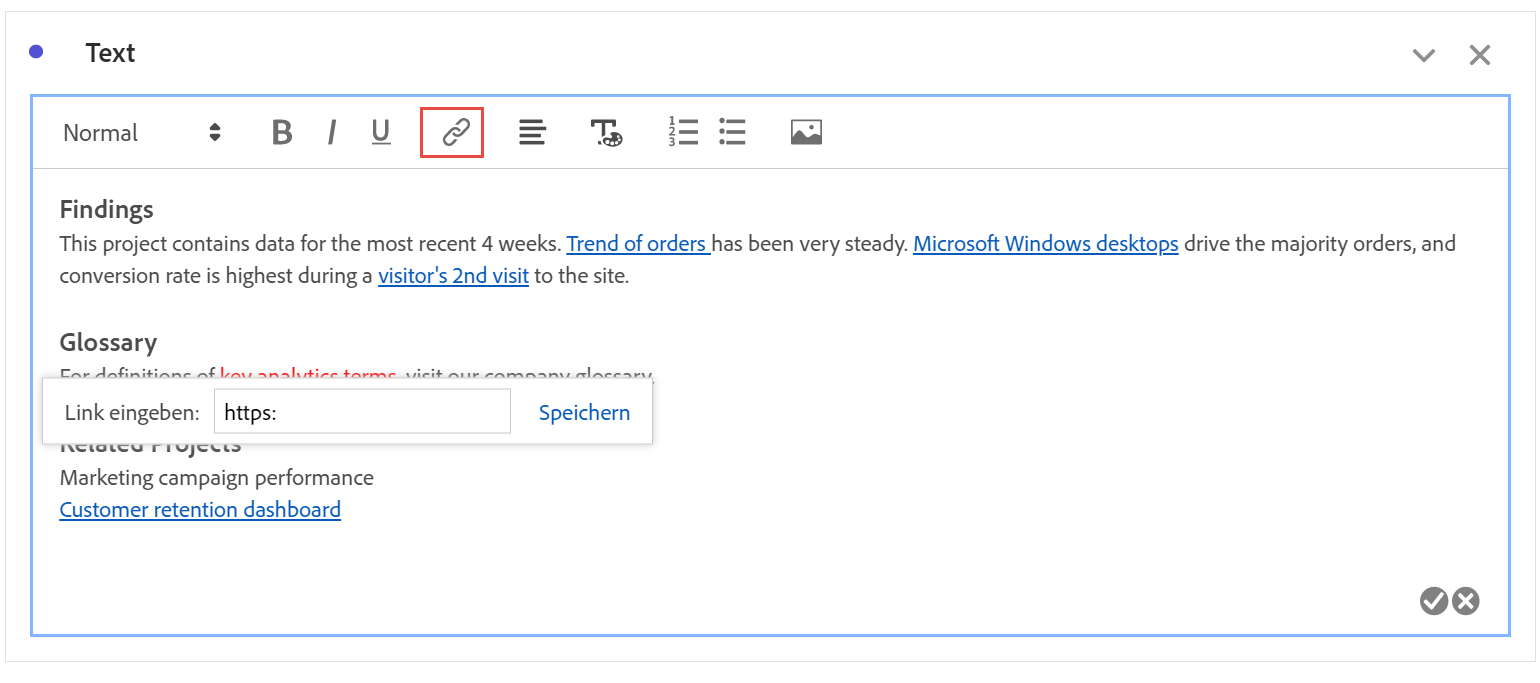 Text
Normal B I U
Findings
This project contains data for the most recent 4 weeks. Trend of orders has been very steady. Microsoft Windows desktops drive the majority orders, and
conversion rate is highest during a visitor's 2nd visit to the site.
Glossary
For definitions of key analytics terms, visit our company glossary.
Link eingeben: https: Speichern
Related Projects
Marketing campaign performance
Customer retention dashboard